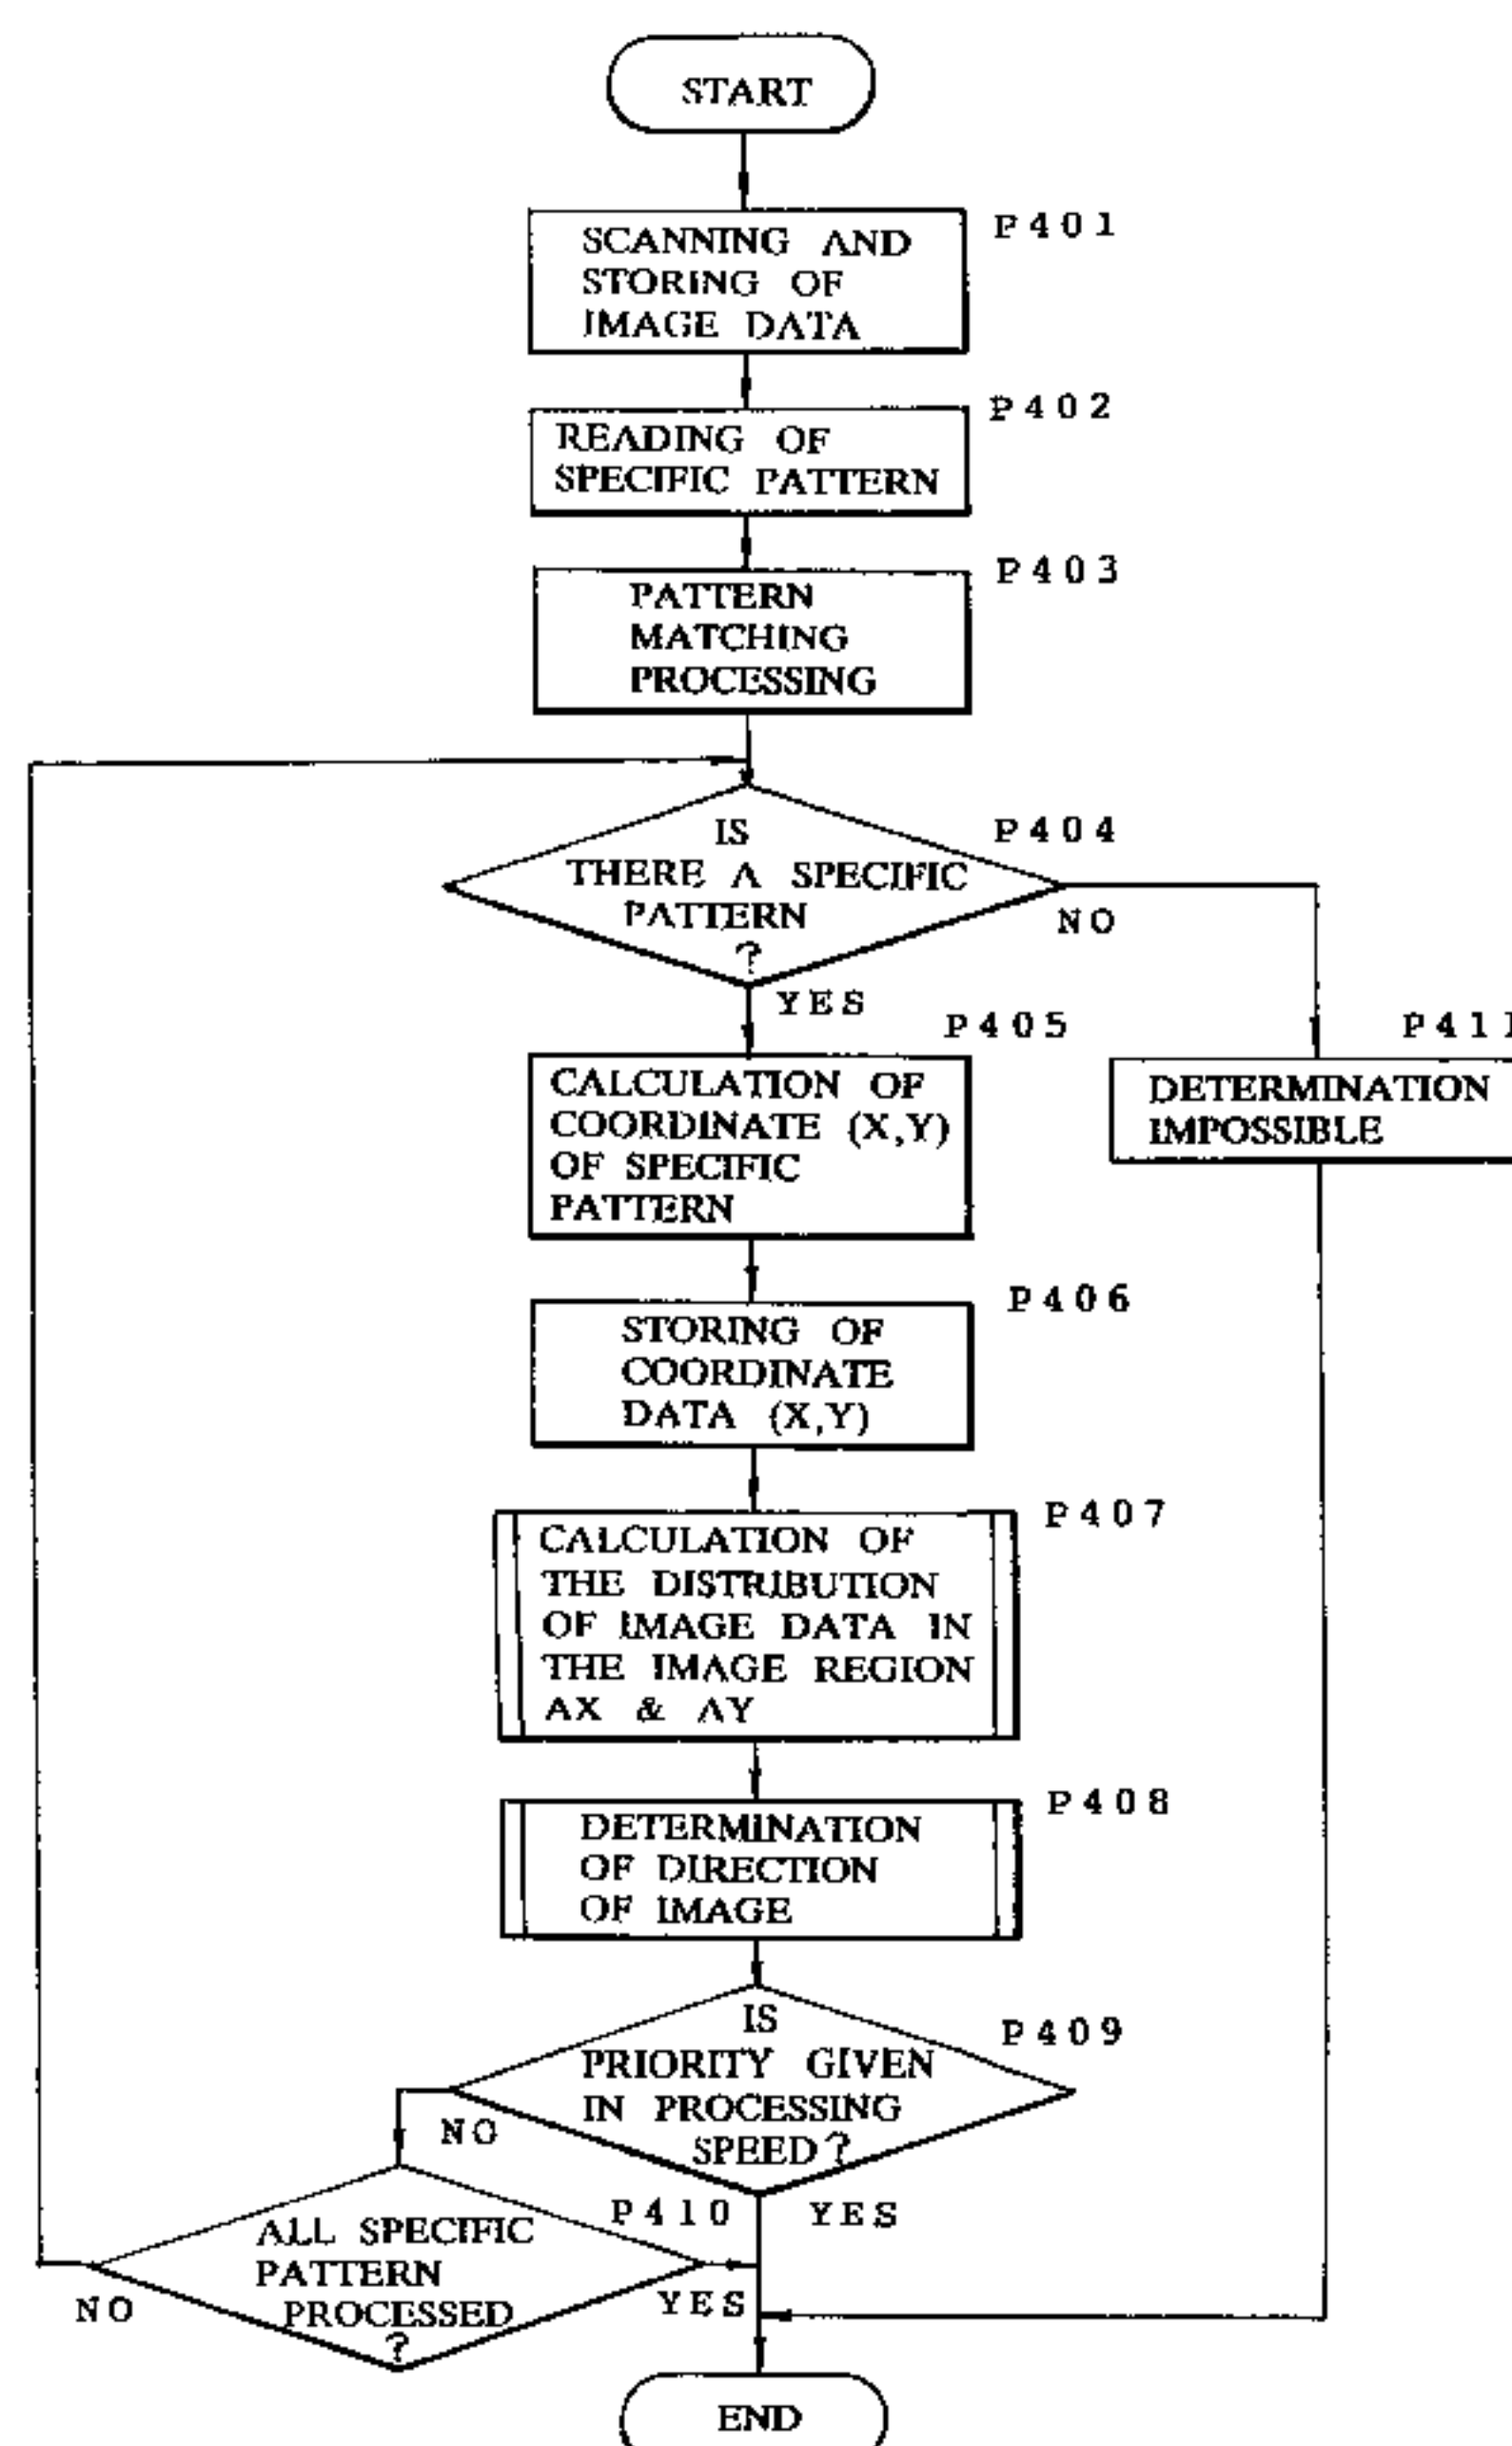 START
P401
SCANNING AND
STORING OF
IMAGE DATA
P402
READING OF
SPECIFIC PATTERN
P403
PATTERN
MATCHING
PROCESSING
P404
IS
THERE A SPECIFIC
PATTERN
?
NO
YES
P405
CALCULATION OF
COORDINATE (X,Y)
OF SPECIFIC
PATTERN
P411
DETERMINATION
IMPOSSIBLE
P406
STORING OF
COORDINATE
DATA (X,Y)
P407
CALCULATION OF
THE DISTRIBUTION
OF IMAGE DATA IN
THE IMAGE REGION
AX & AY
P408
DETERMINATION
OF DIRECTION
OF IMAGE
P409
IS
PRIORITY GIVEN
IN PROCESSING
SPEED?
NO
YES
P410
ALL SPECIFIC
PATTERN
PROCESSED
?
NO
YES
END